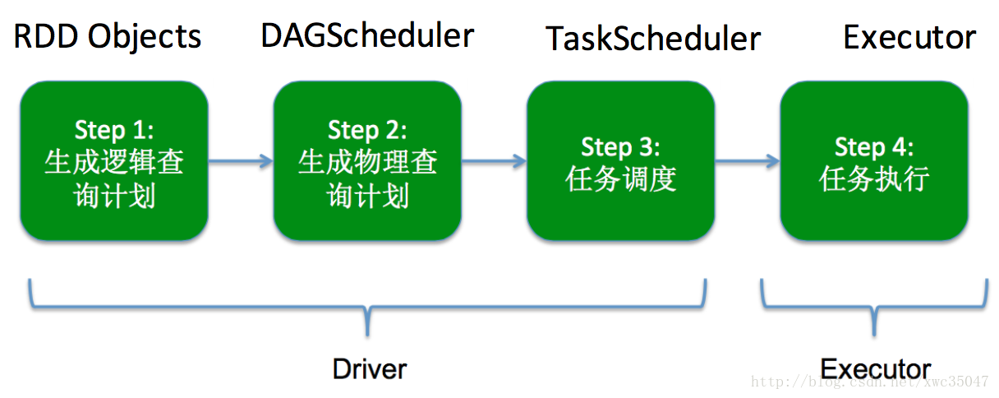 RDD Objects
DAGScheduler
TaskScheduler
Executor
Step 1:
生成逻辑查
询计划
Step 2:
生成物理查
询计划
Step 3:
任务调度
Step 4:
任务执行
Driver
Executor
http://blog.csdn.net/xwc35047